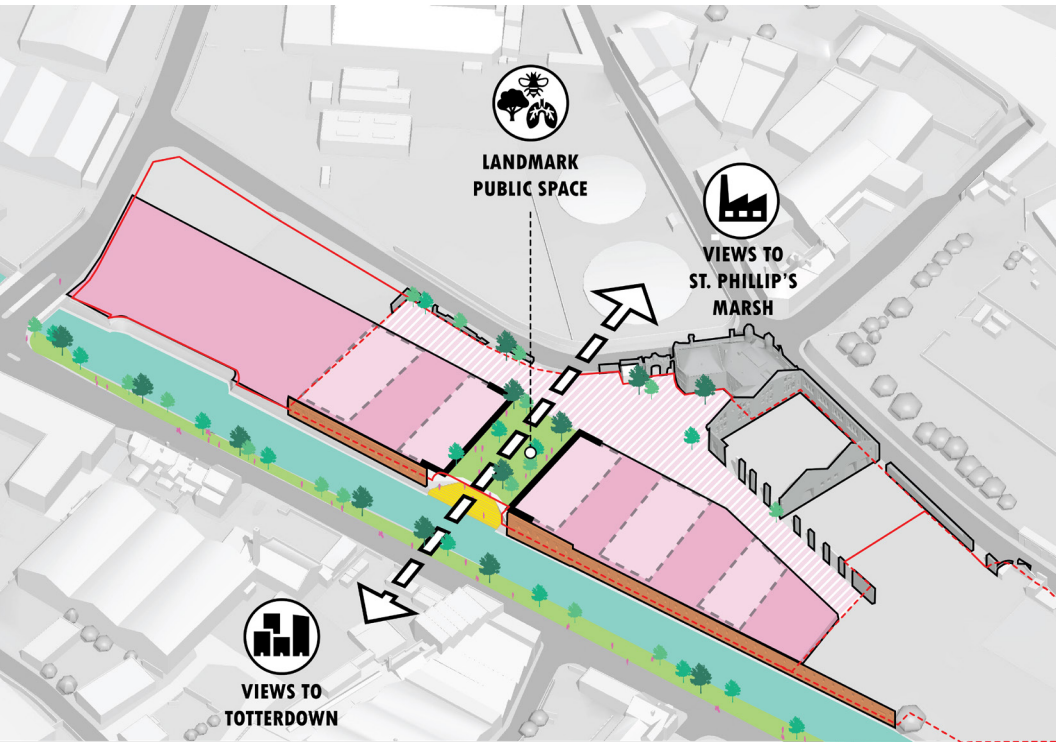 LANDMARK
PUBLIC SPACE
VIEWS TO
ST. PHILLIP'S
MARSH
VIEWS TO
TOTTERDOWN